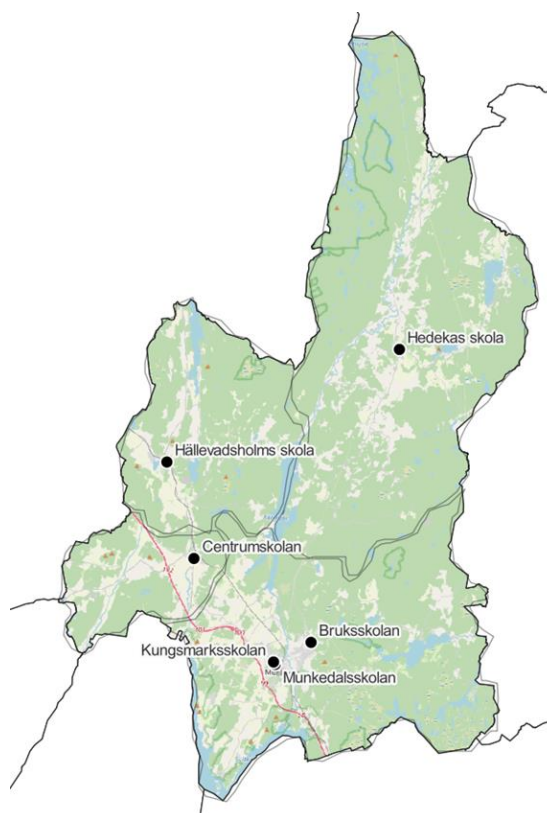 Hedekas skola
Hällevadsholms skola
Centrumskolan
Bruksskolan
Kungsmarksskolan
Munkedalsskolan